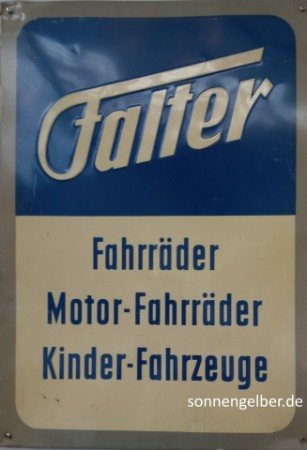 Falter
Fahrräder
Motor-Fahrräder
Kinder-Fahrzeuge
sonnengelber.de